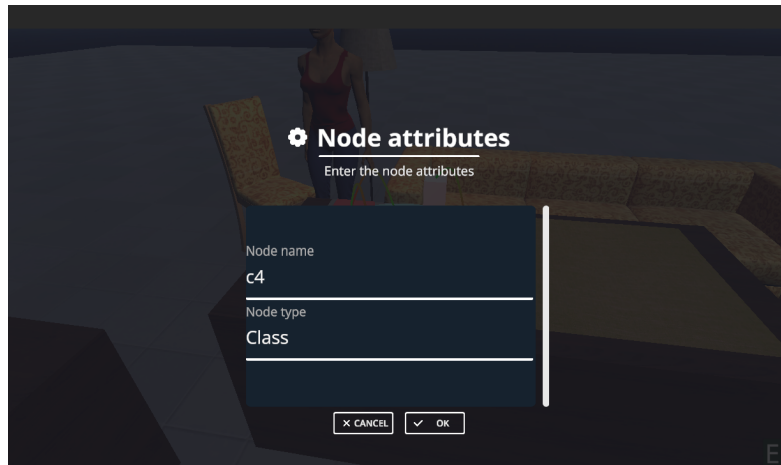 Node attributes
Enter the node attributes
Node name
c4
Node type
Class
CANCEL
OK
E